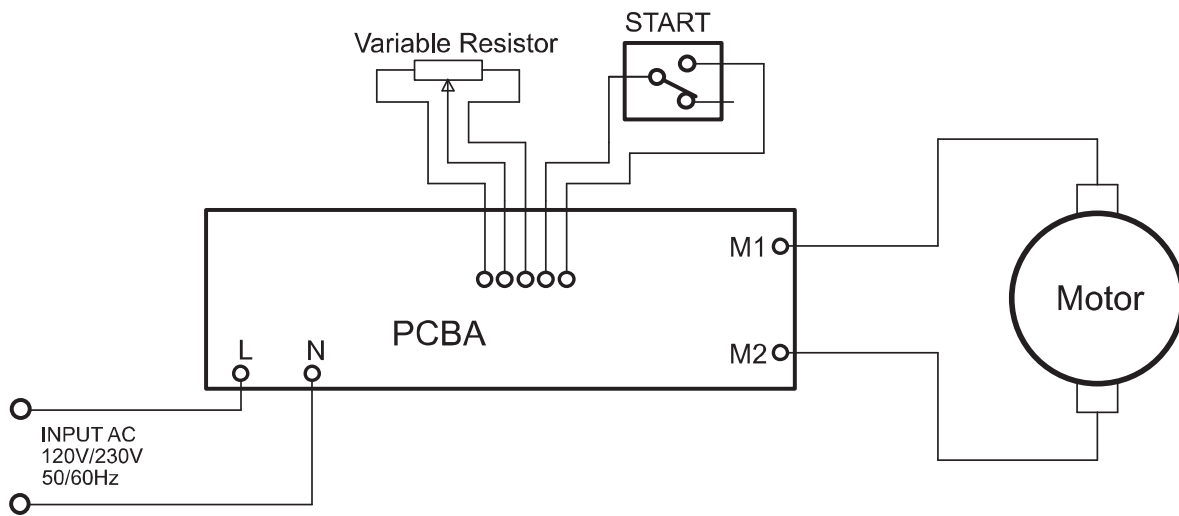 START
Variable Resistor
M1
Motor
PCBA
M2
L
N
INPUT AC
120V/230V
50/60Hz